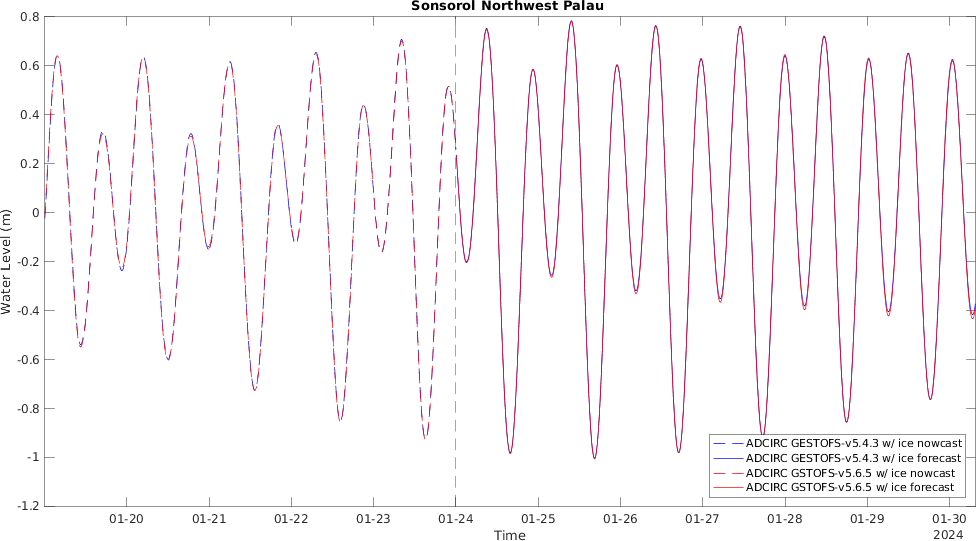 Sonsorol Northwest Palau
0.8
0.6
0.4
0.2
0
-0.2
-0.4
-0.6
-0.8
-1
-1.2
Water Level (m)
ADCIRC GESTOFS-v5.4.3 w/ ice nowcast
ADCIRC GESTOFS-v5.4.3 w/ ice forecast
ADCIRC GSTOFS-v5.6.5 w/ ice nowcast
ADCIRC GSTOFS-v5.6.5 w/ ice forecast
01-20 01-21 01-22 01-23 01-24 01-25 01-26 01-27 01-28 01-29 01-30
Time
2024